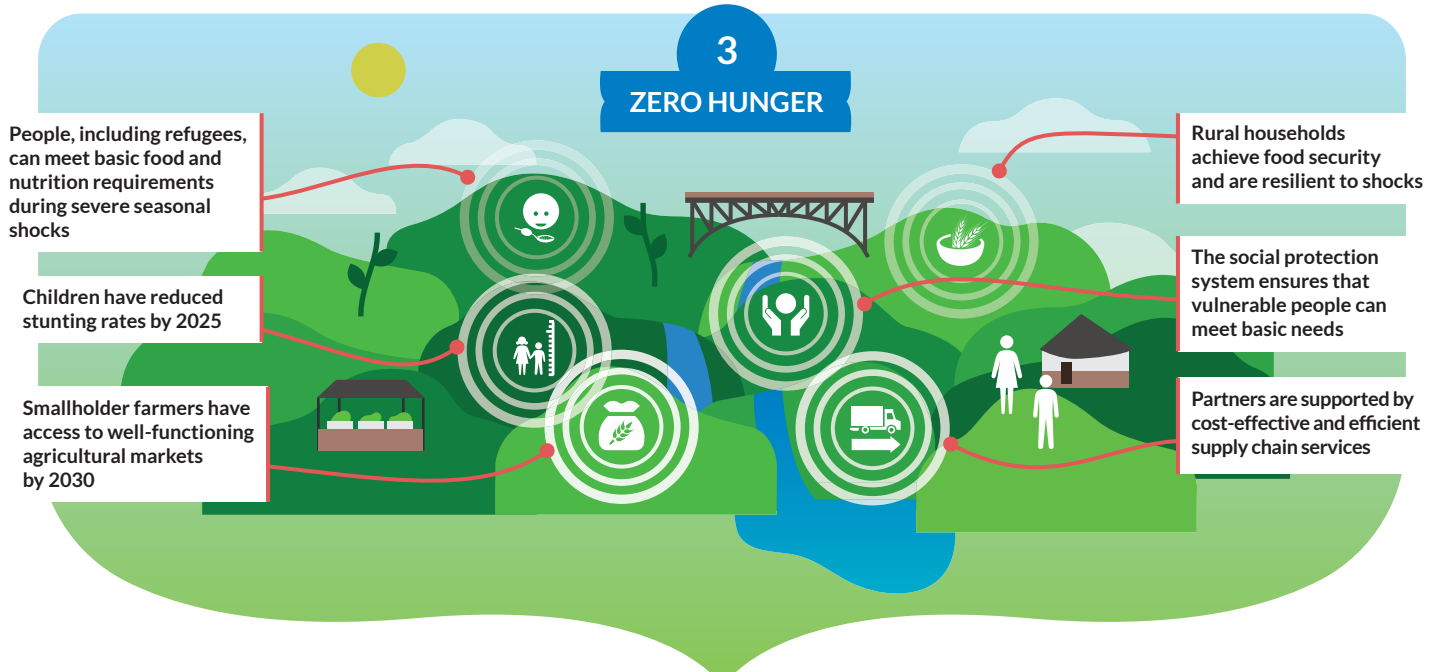 3
ZERO HUNGER
People, including refugees,
can meet basic food and
nutrition requirements
during severe seasonal
shocks
Children have reduced
stunting rates by 2025
Smallholder farmers have
access to well-functioning
agricultural markets
by 2030
Rural households
achieve food security
and are resilient to shocks
The social protection
system ensures that
vulnerable people can
meet basic needs
Partners are supported by
cost-effective and efficient
supply chain services